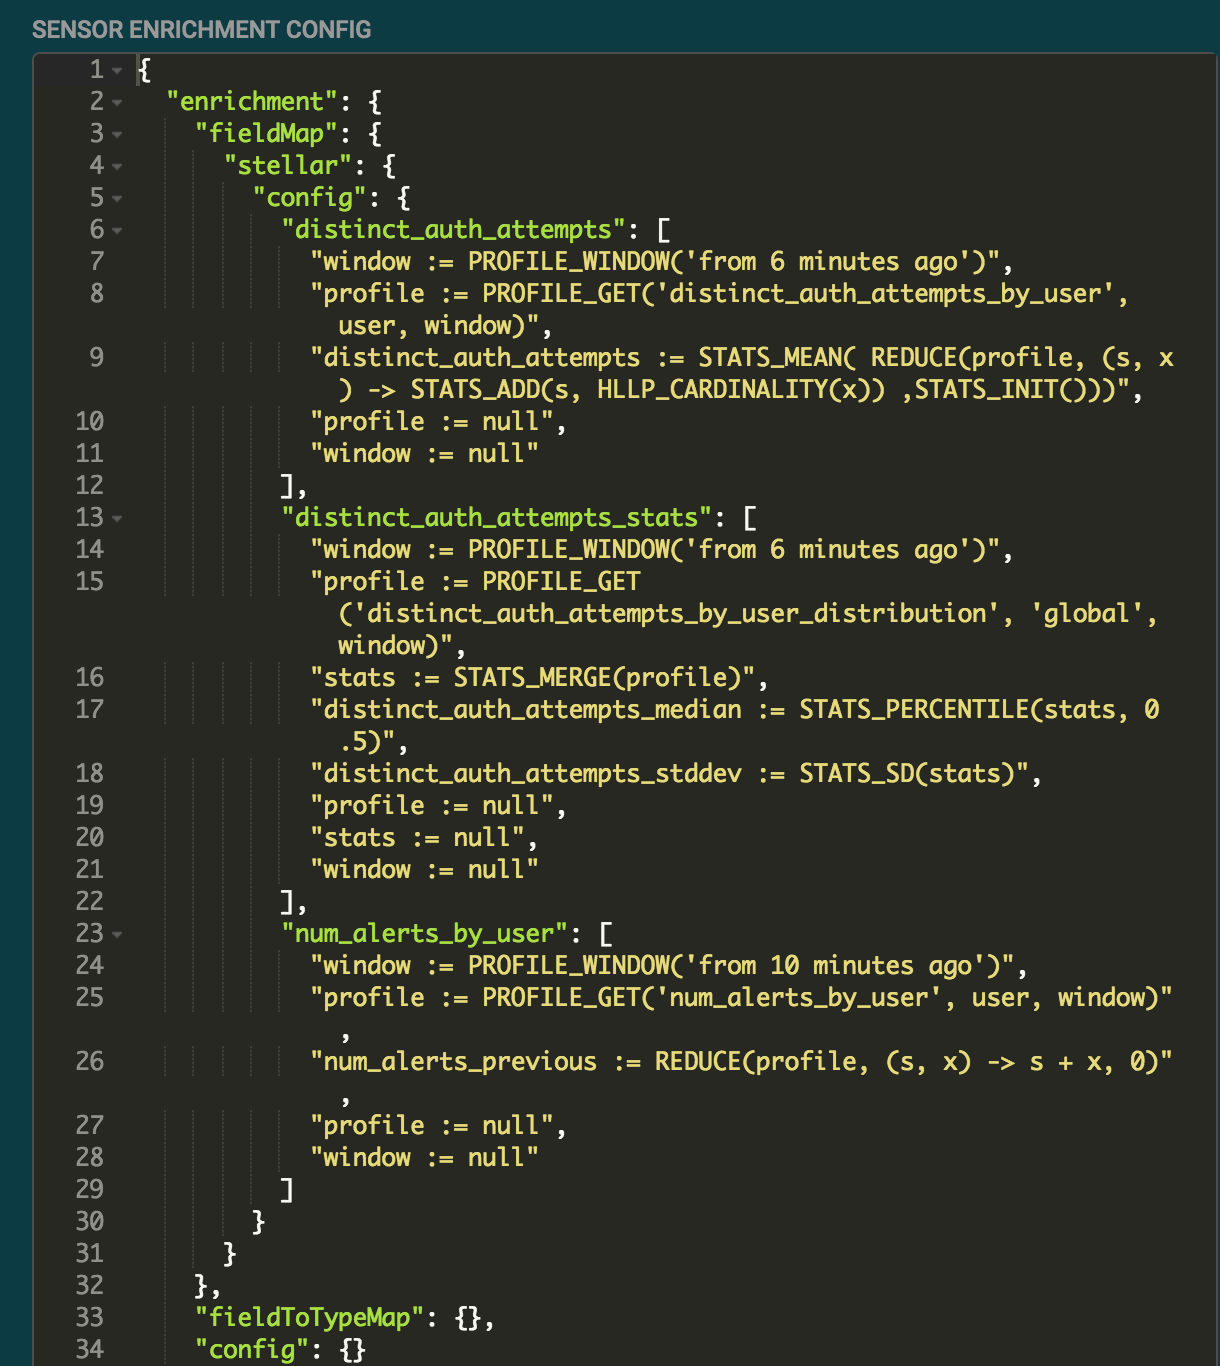 SENSOR ENRICHMENT CONFIG
1 {
2 "enrichment": {
3 "fieldMap": {
4 "stellar": {
5 "config": {
6 "distinct_auth_attempts": [
7 "window := PROFILE_WINDOW('from 6 minutes ago')",
8 "profile := PROFILE_GET('distinct_auth_attempts_by_user',
user, window)",
9 "distinct_auth_attempts := STATS_MEAN( REDUCE(profile, (s, x
) -> STATS_ADD(s, HLLP_CARDINALITY(x)) ,STATS_INIT()))",
10 "profile := null",
11 "window := null"
12 ],
13 "distinct_auth_attempts_stats": [
14 "window := PROFILE_WINDOW('from 6 minutes ago')",
15 "profile := PROFILE_GET
('distinct_auth_attempts_by_user_distribution', 'global',
window)",
16 "stats := STATS_MERGE(profile)",
17 "distinct_auth_attempts_median := STATS_PERCENTILE(stats, 0
.5)",
18 "distinct_auth_attempts_stddev := STATS_SD(stats)",
19 "profile := null",
20 "stats := null",
21 "window := null"
22 ],
23 "num_alerts_by_user": [
24 "window := PROFILE_WINDOW('from 10 minutes ago')",
25 "profile := PROFILE_GET('num_alerts_by_user', user, window)"
,
26 "num_alerts_previous := REDUCE(profile, (s, x) -> s + x, 0)"
,
27 "profile := null",
28 "window := null"
29 ]
30 }
31 }
32 },
33 "fieldToTypeMap": {},
34 "config": {}